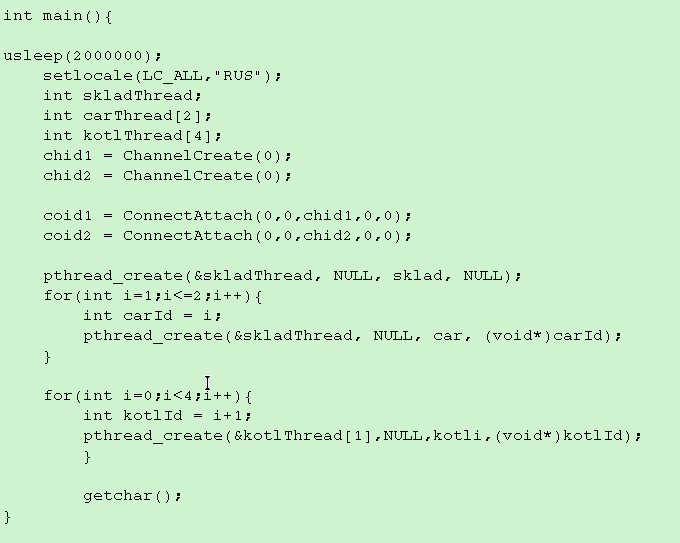 int main(){
usleep(2000000);
setlocale(LC_ALL,"RUS");
int skladThread;
int carThread[2];
int kotlThread[4];
chid1 = ChannelCreate(0);
chid2 = ChannelCreate(0);
coid1 = ConnectAttach(0,0,chid1,0,0);
coid2 = ConnectAttach(0,0,chid2,0,0);
pthread_create(&skladThread, NULL, sklad, NULL);
for(int i=1;i<=2;i++){
int carId = i;
pthread_create(&skladThread, NULL, car, (void*)carId);
}
for(int i=0;i<4;i++){
int kotlId = i+1;
pthread_create(&kotlThread[1],NULL,kotli,(void*)kotlId);
}
getchar();
}